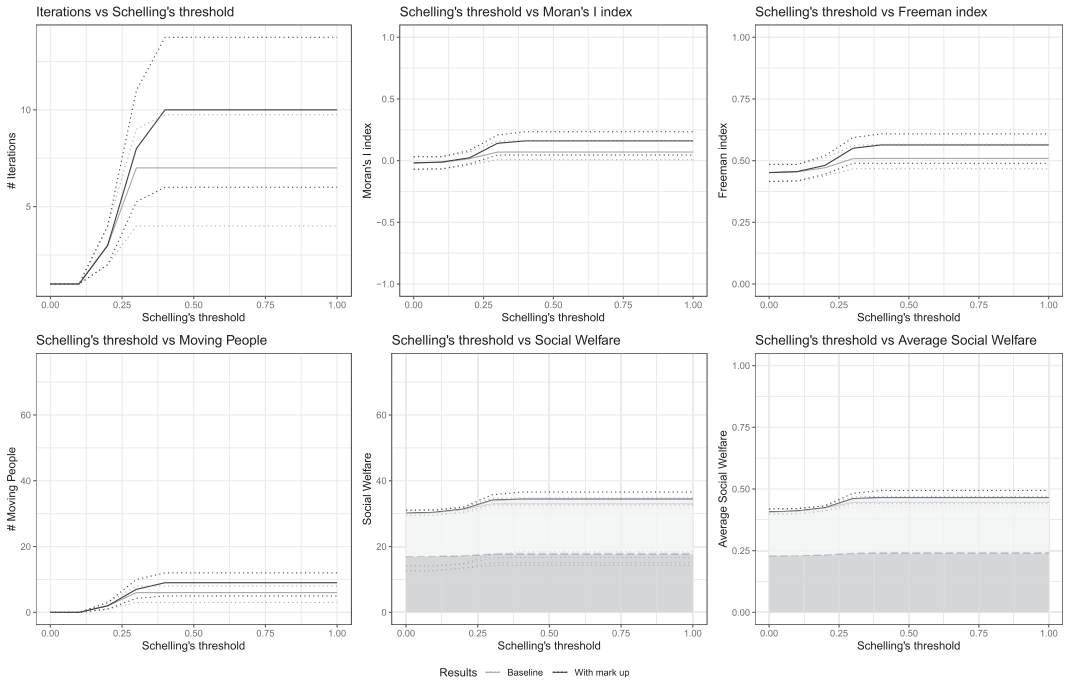 Iterations vs Schelling's threshold
# Iterations
10
5
0.00 0.25 0.50 0.75 1.00
Schelling's threshold
Schelling's threshold vs Moran's I index
Moran's I index
1.0
0.5
0.0
−0.5
−1.0
0.00 0.25 0.50 0.75 1.00
Schelling's threshold
Schelling's threshold vs Freeman index
Freeman index
1.00
0.75
0.50
0.25
0.00
0.00 0.25 0.50 0.75 1.00
Schelling's threshold
Schelling's threshold vs Moving People
# Moving People
60
40
20
0
0.00 0.25 0.50 0.75 1.00
Schelling's threshold
Schelling's threshold vs Social Welfare
Social Welfare
60
40
20
0
0.00 0.25 0.50 0.75 1.00
Schelling's threshold
Schelling's threshold vs Average Social Welfare
Average Social Welfare
1.00
0.75
0.50
0.25
0.00
0.00 0.25 0.50 0.75 1.00
Schelling's threshold
Results Baseline With mark up